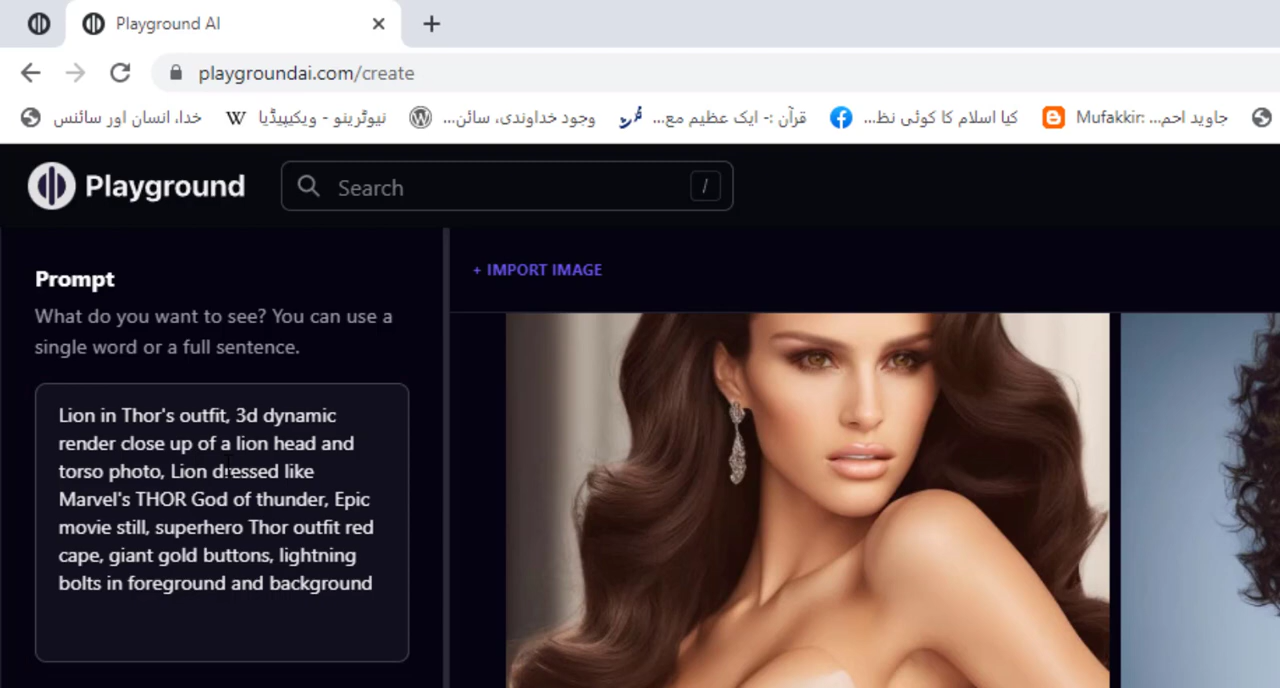 Playground AI
playgroundai.com/create
خدا، انسان اور سائنس
نیوٹرینو - ویکیپیڈیا
وجود خداوندی، سائن...
قرآن :- ایک عظیم مع...
کیا اسلام کا کوئی نظ...
Mufakkir: ...جاوید احم
Playground
Search
/
Prompt
What do you want to see? You can use a
single word or a full sentence.
+ IMPORT IMAGE
Lion in Thor's outfit, 3d dynamic
render close up of a lion head and
torso photo, Lion dressed like
Marvel's THOR God of thunder, Epic
movie still, superhero Thor outfit red
cape, giant gold buttons, lightning
bolts in foreground and background